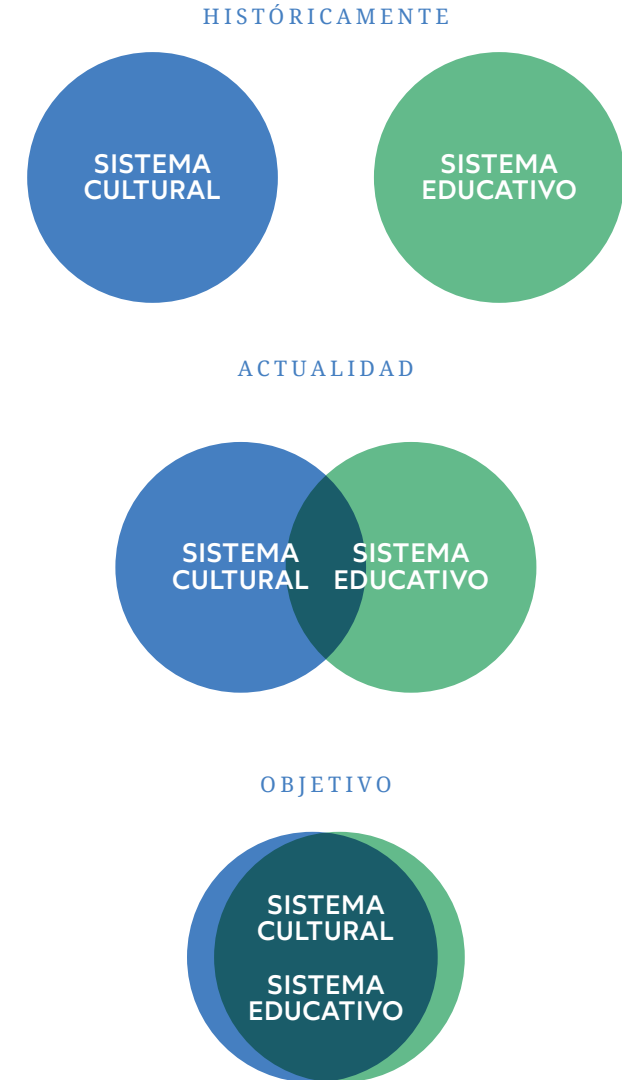 HISTÓRICAMENTE
SISTEMA
CULTURAL
SISTEMA
EDUCATIVO
ACTUALIDAD
SISTEMA
CULTURAL
SISTEMA
EDUCATIVO
OBJETIVO
SISTEMA
CULTURAL
SISTEMA
EDUCATIVO